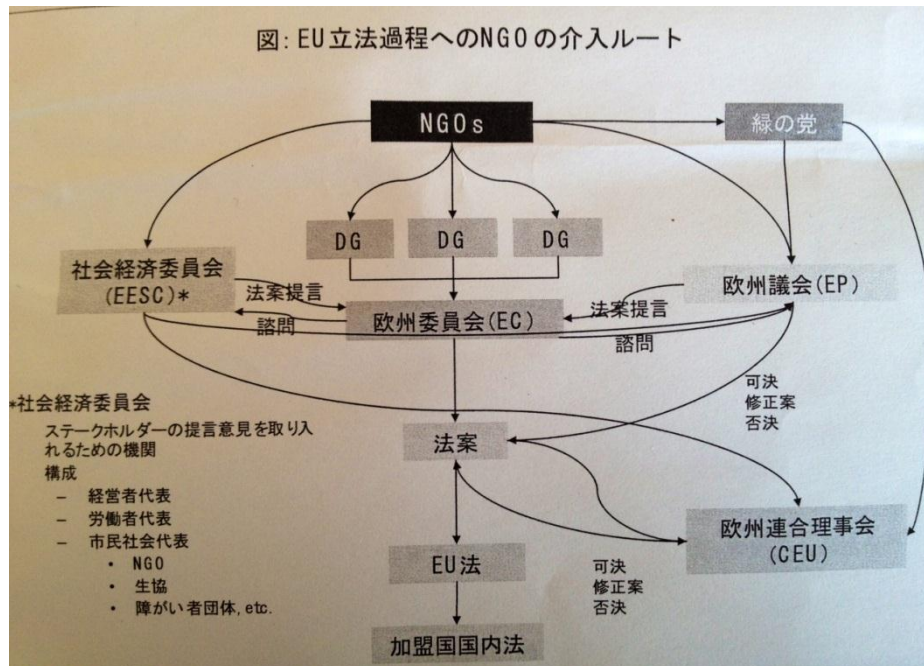 図: EU立法過程へのNGOの介入ルート
NGOs
緑の党
DG
DG
DG
社会経済委員会
(EESC)*
法案提言
諮問
欧州委員会(EC)
法案提言
諮問
欧州議会(EP)
可決
修正案
否決
*社会経済委員会
ステークホルダーの提言意見を取り入
れるための機関
構成
– 経営者代表
– 労働者代表
– 市民社会代表
• NGO
• 生協
• 障がい者団体, etc.
法案
欧州連合理事会
(CEU)
EU法
可決
修正案
否決
加盟国国内法